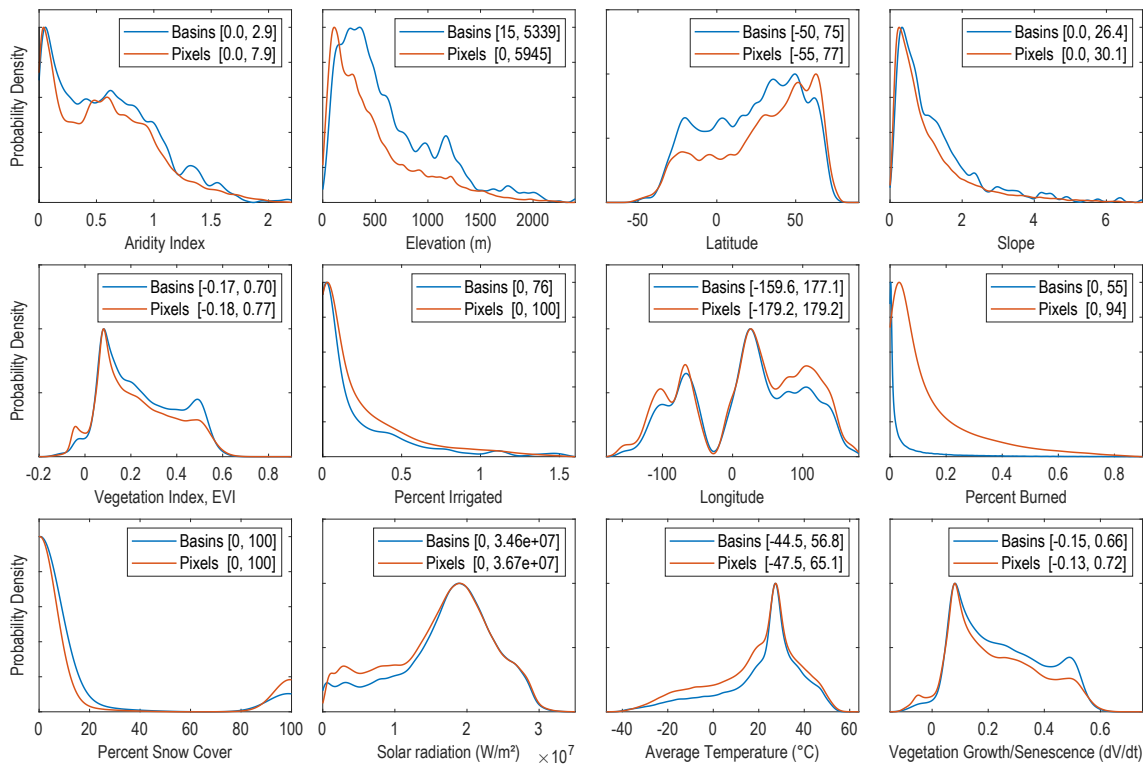 Probability Density
Basins [0.0, 2.9]
Pixels [0.0, 7.9]
0 0.5 1 1.5 2
Aridity Index
Basins [15, 5339]
Pixels [0, 5945]
0 500 1000 1500 2000
Elevation (m)
Basins [-50, 75]
Pixels [-55, 77]
-50 0 50
Latitude
Basins [0.0, 26.4]
Pixels [0.0, 30.1]
0 2 4 6
Slope
Probability Density
Basins [-0.17, 0.70]
Pixels [-0.18, 0.77]
-0.2 0 0.2 0.4 0.6 0.8
Vegetation Index, EVI
Basins [0, 76]
Pixels [0, 100]
0 0.5 1 1.5
Percent Irrigated
Basins [-159.6, 177.1]
Pixels [-179.2, 179.2]
-100 0 100
Longitude
Basins [0, 55]
Pixels [0, 94]
0 0.2 0.4 0.6 0.8
Percent Burned
Probability Density
Basins [0, 100]
Pixels [0, 100]
0 20 40 60 80 100
Percent Snow Cover
Basins [0, 3.46e+07]
Pixels [0, 3.67e+07]
0 1 2 3
Solar radiation (W/m²) ×10⁷
Basins [-44.5, 56.8]
Pixels [-47.5, 65.1]
-40 -20 0 20 40 60
Average Temperature (°C)
Basins [-0.15, 0.66]
Pixels [-0.13, 0.72]
0 0.2 0.4 0.6
Vegetation Growth/Senescence (dV/dt)